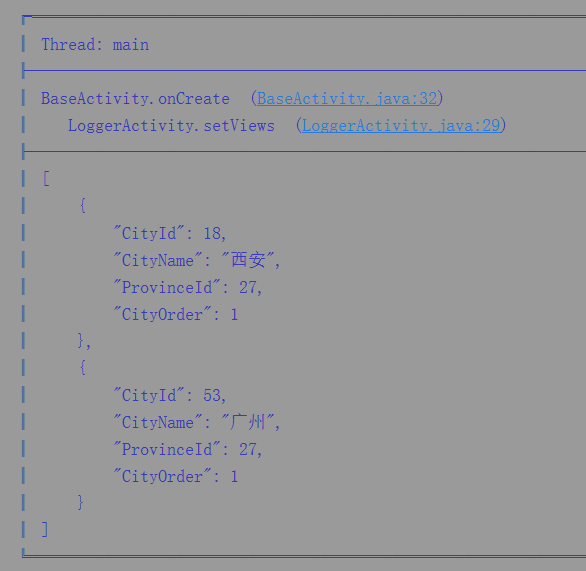 Thread: main
BaseActivity.onCreate  (BaseActivity.java:32)
LoggerActivity.setViews  (LoggerActivity.java:29)
[
{
"CityId": 18,
"CityName": "西安",
"ProvinceId": 27,
"CityOrder": 1
},
{
"CityId": 53,
"CityName": "广州",
"ProvinceId": 27,
"CityOrder": 1
}
]